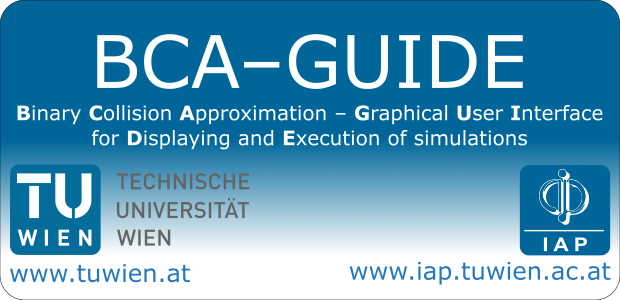 BCA–GUIDE
Binary Collision Approximation – Graphical User Interface
for Displaying and Execution of simulations
TU
WIEN
TECHNISCHE
UNIVERSITÄT
WIEN
IAP
www.tuwien.at
www.iap.tuwien.ac.at